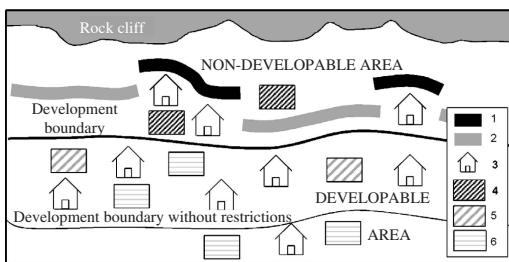 Rock cliff
NON-DEVELOPABLE AREA
Development
boundary
DEVELOPABLE
Development boundary without restrictions
AREA
1
2
3
4
5
6